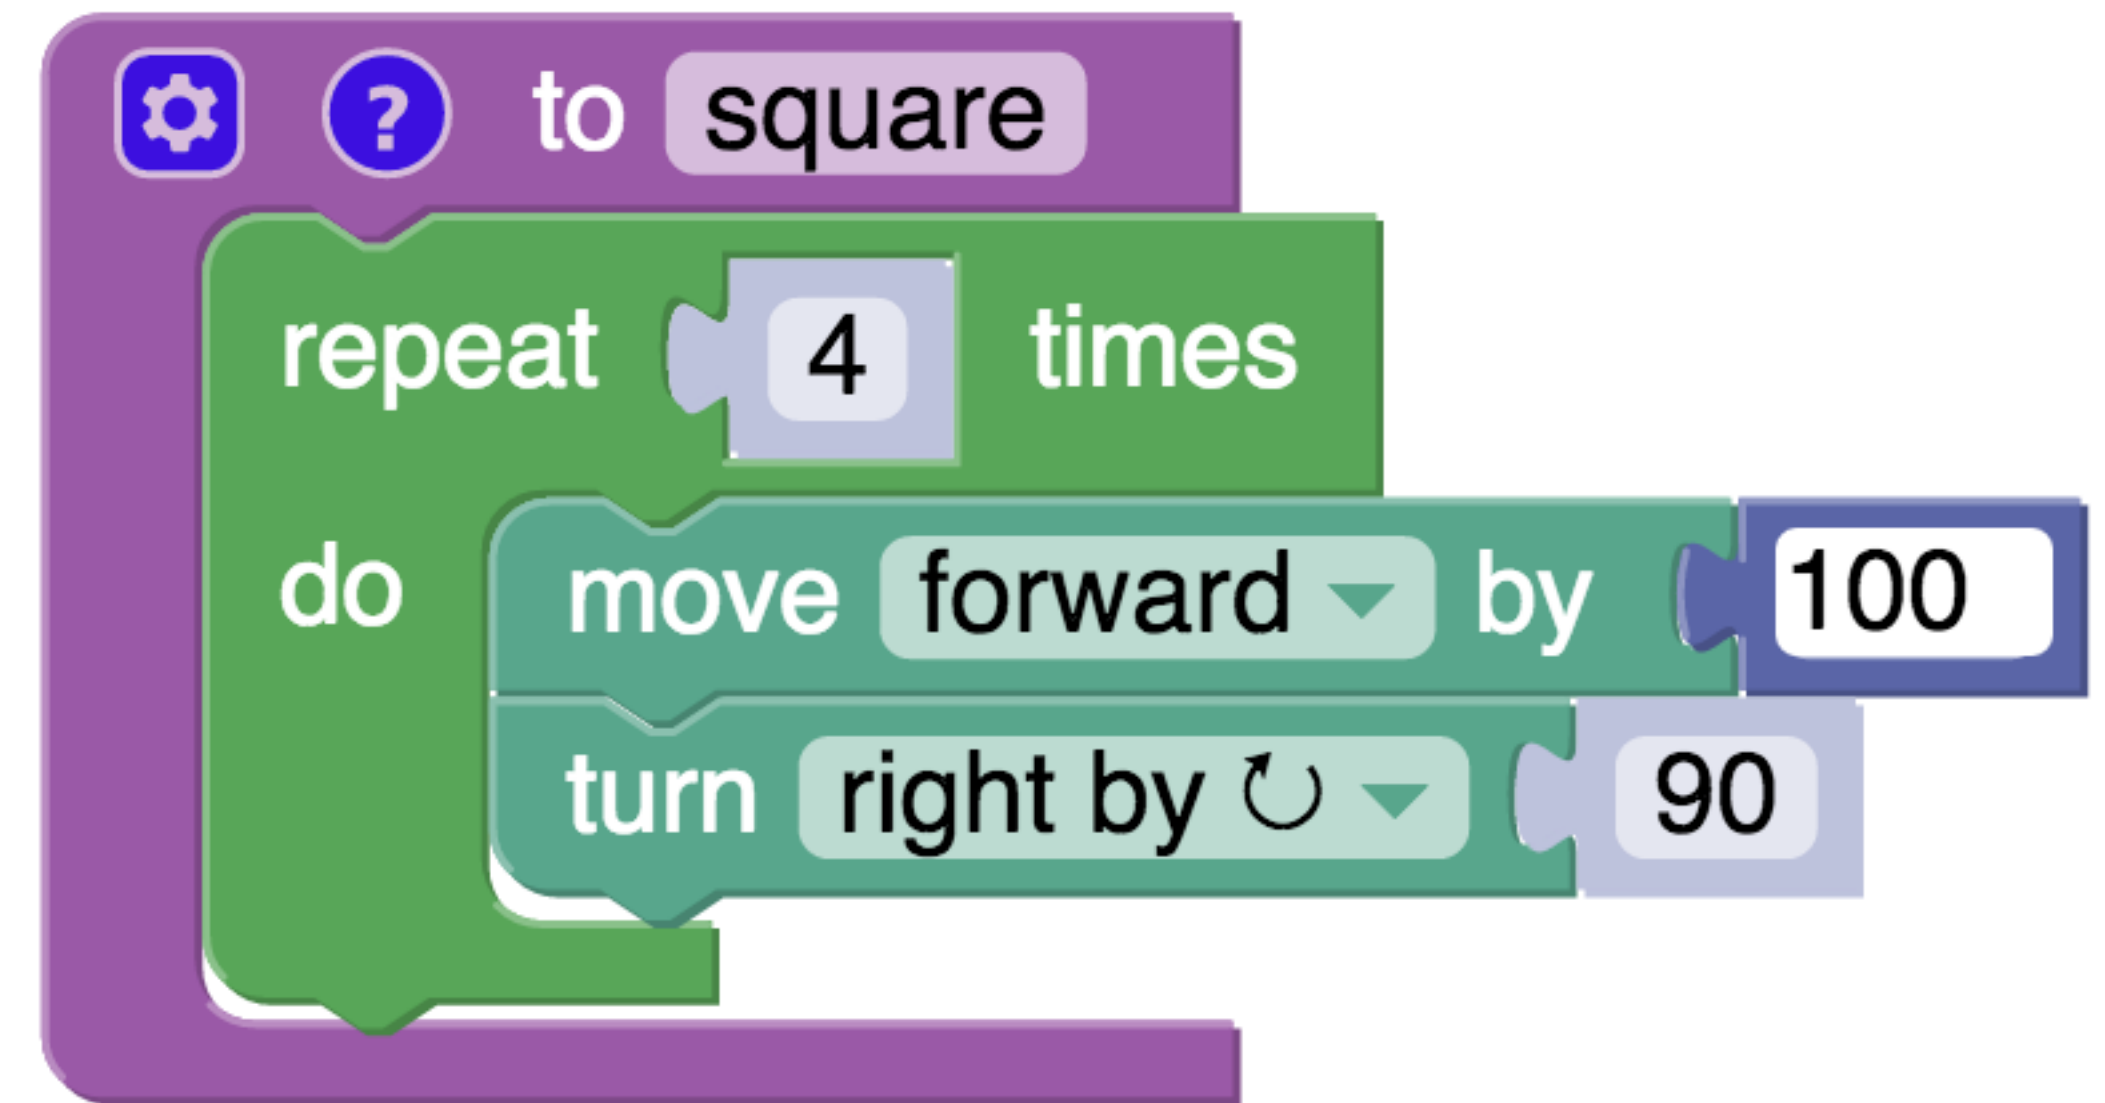 ? to square
repeat 4 times
do move forward by 100
turn right by ↻ 90